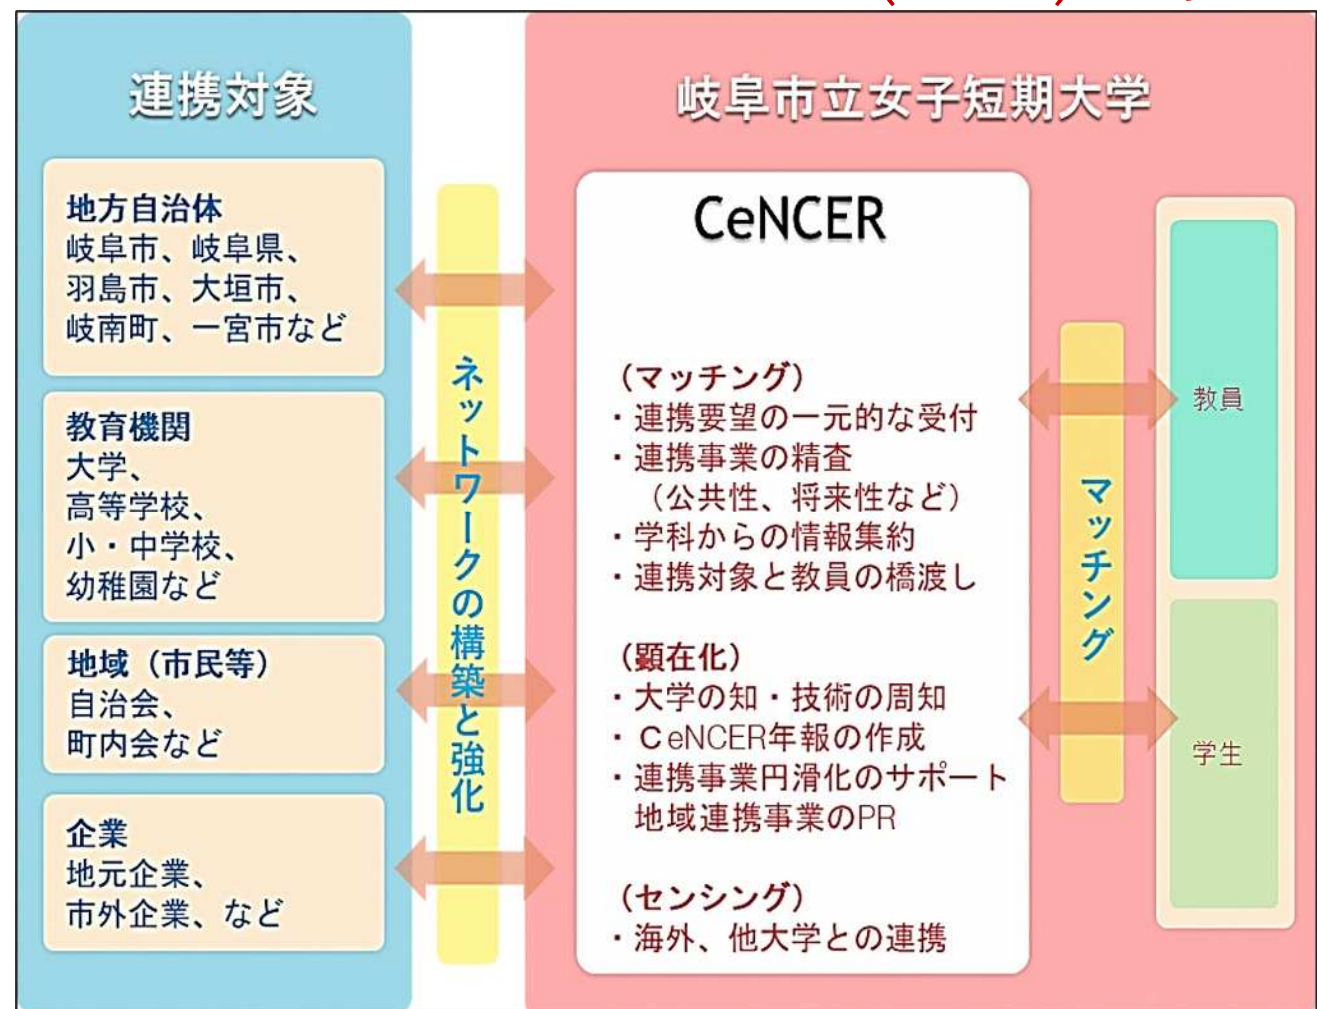 連携対象
地方自治体
岐阜市、岐阜県、
羽島市、大垣市、
岐南町、一宮市など
教育機関
大学、
高等学校、
小・中学校、
幼稚園など
地域（市民等）
自治会、
町内会など
企業
地元企業、
市外企業、など
ネットワークの構築と強化
岐阜市立女子短期大学
CeNCER
（マッチング）
・連携要望の一元的な受付
・連携事業の精査
（公共性、将来性など）
・学科からの情報集約
・連携対象と教員の橋渡し
（顕在化）
・大学の知・技術の周知
・CeNCER年報の作成
・連携事業円滑化のサポート
地域連携事業のPR
（センシング）
・海外、他大学との連携
マッチング
教員
学生